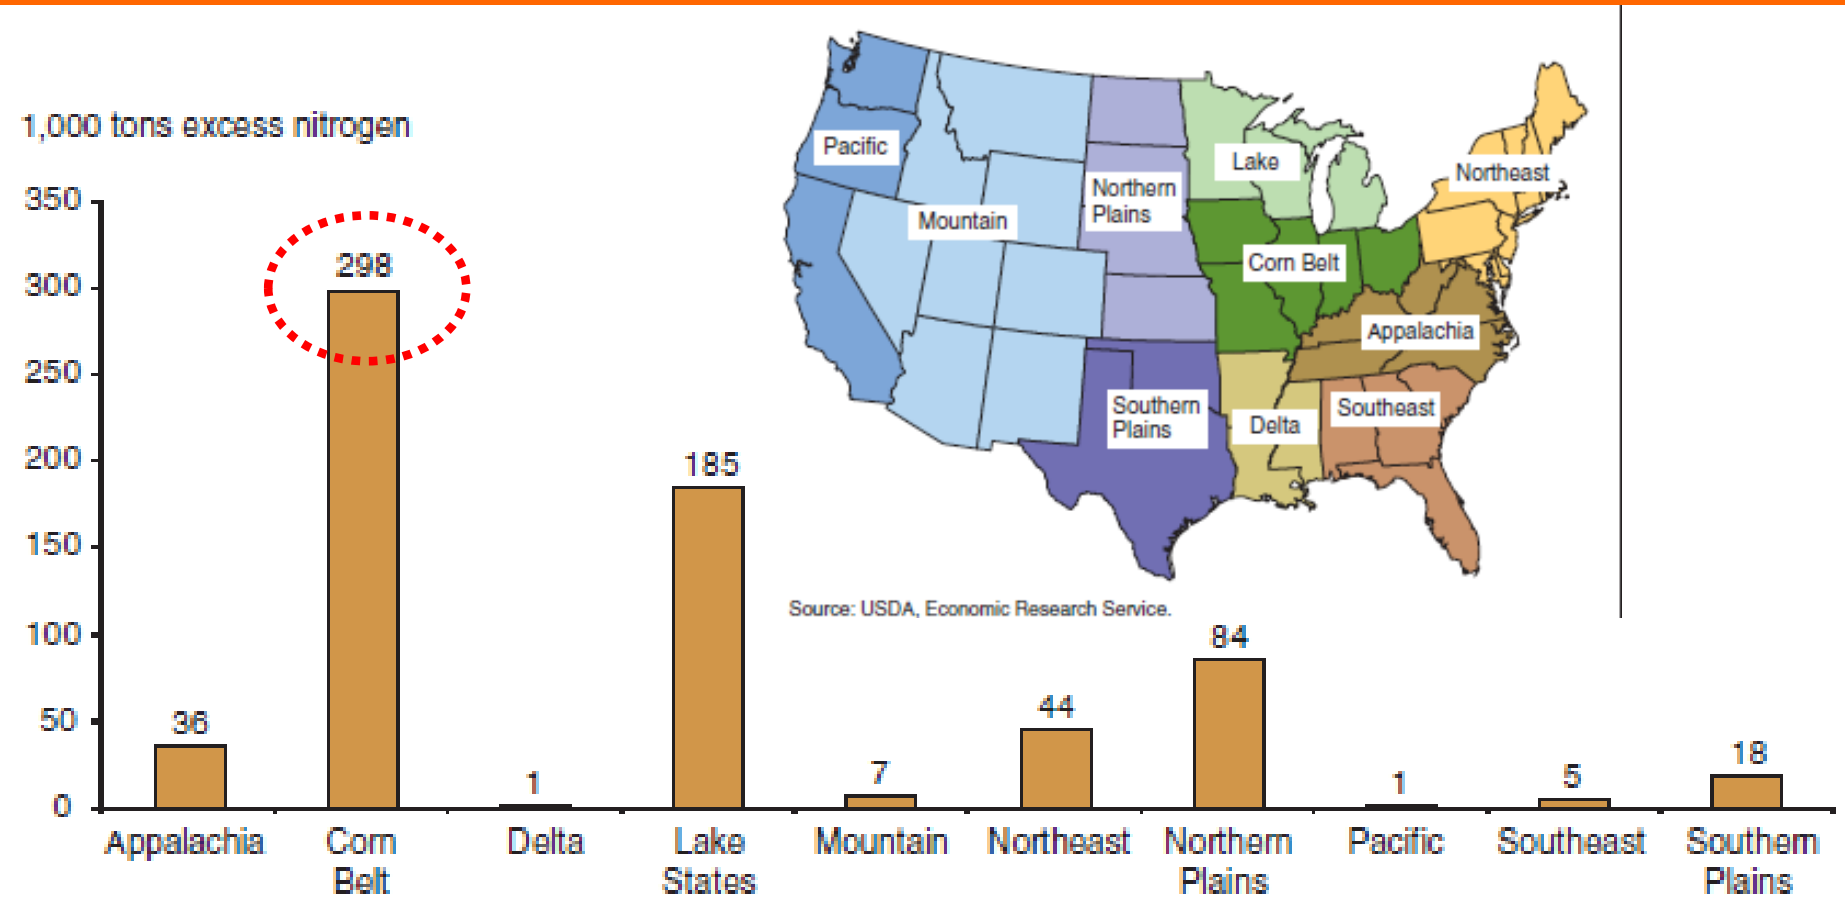 1,000 tons excess nitrogen
350
300
250
200
150
100
50
0
36
298
1
185
7
44
84
1
5
18
Appalachia
Corn
Belt
Delta
Lake
States
Mountain
Northeast
Northern
Plains
Pacific
Southeast
Southern
Plains
Pacific
Mountain
Northern
Plains
Lake
Corn Belt
Northeast
Appalachia
Southern
Plains
Delta
Southeast
Source: USDA, Economic Research Service.